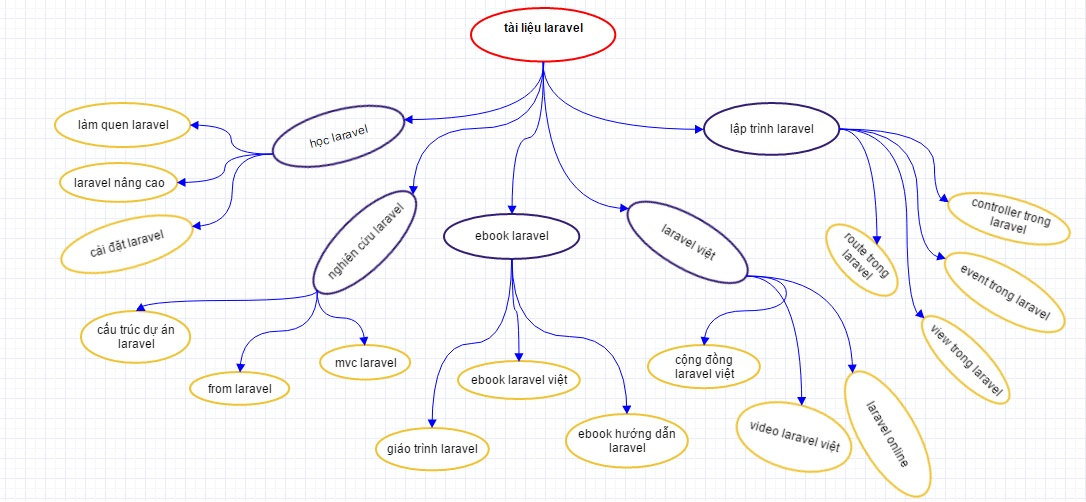 tài liệu laravel
học laravel
làm quen laravel
laravel nâng cao
cài đặt laravel
nghiên cứu laravel
cấu trúc dự án
laravel
from laravel
mvc laravel
ebook laravel
giáo trình laravel
ebook laravel việt
ebook hướng dẫn
laravel
laravel việt
cộng đồng
laravel việt
video laravel việt
laravel online
lập trình laravel
route trong
laravel
view trong laravel
event trong laravel
controller trong
laravel